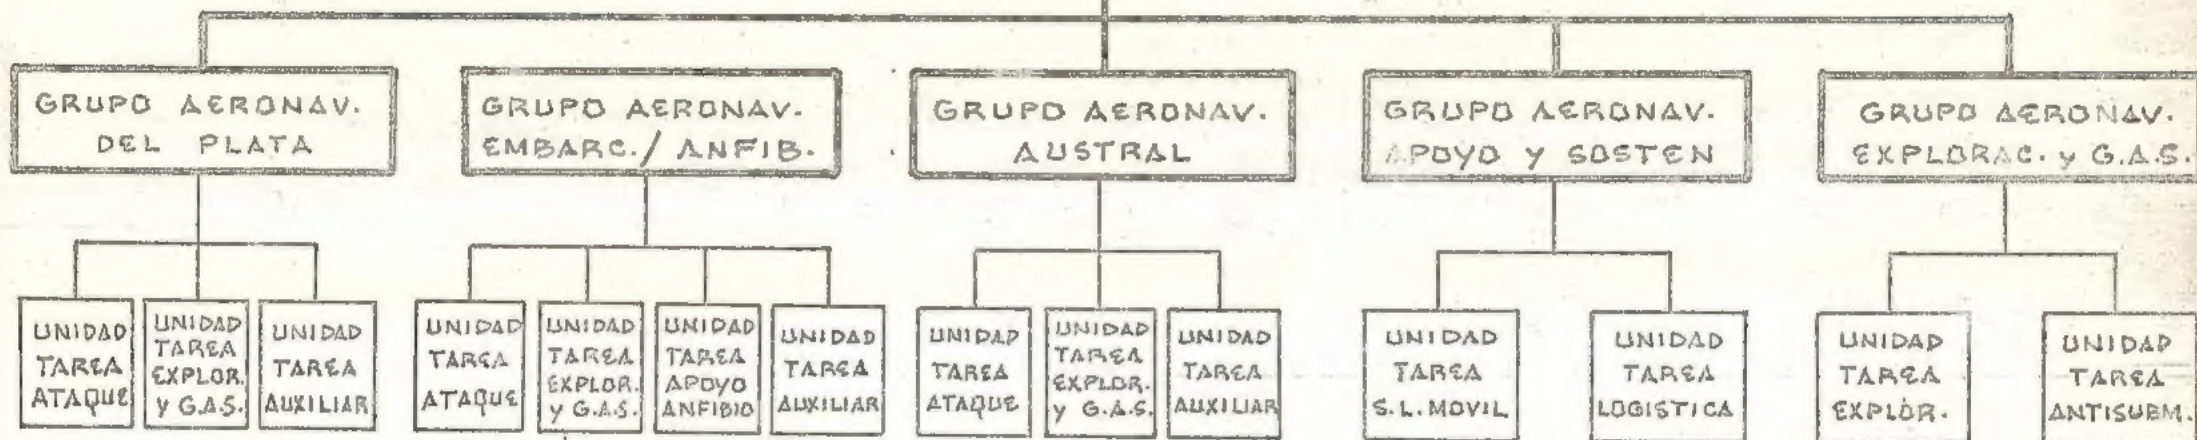 GRUPO AERONAV.
DEL PLATA
GRUPO AERONAV.
EMBARC./ ANFIB.
GRUPO AERONAV.
AUSTRAL
GRUPO AERONAV.
APOYO Y SOSTEN
GRUPO AERONAV.
EXPLORAC. y G.A.S.
UNIDAD
TAREA
ATAQUE
UNIDAD
TAREA
EXPLOR.
y G.A.S.
UNIDAD
TAREA
AUXILIAR
UNIDAD
TAREA
ATAQUE
UNIDAD
TAREA
EXPLOR.
y G.A.S.
UNIDAD
TAREA
APOYO
ANFIBIO
UNIDAD
TAREA
AUXILIAR
UNIDAD
TAREA
ATAQUE
UNIDAD
TAREA
EXPLOR.
y G.A.S.
UNIDAD
TAREA
AUXILIAR
UNIDAD
TAREA
S.L. MOVIL
UNIDAD
TAREA
LOGISTICA
UNIDAD
TAREA
EXPLOR.
UNIDAD
TAREA
ANTISUBM.